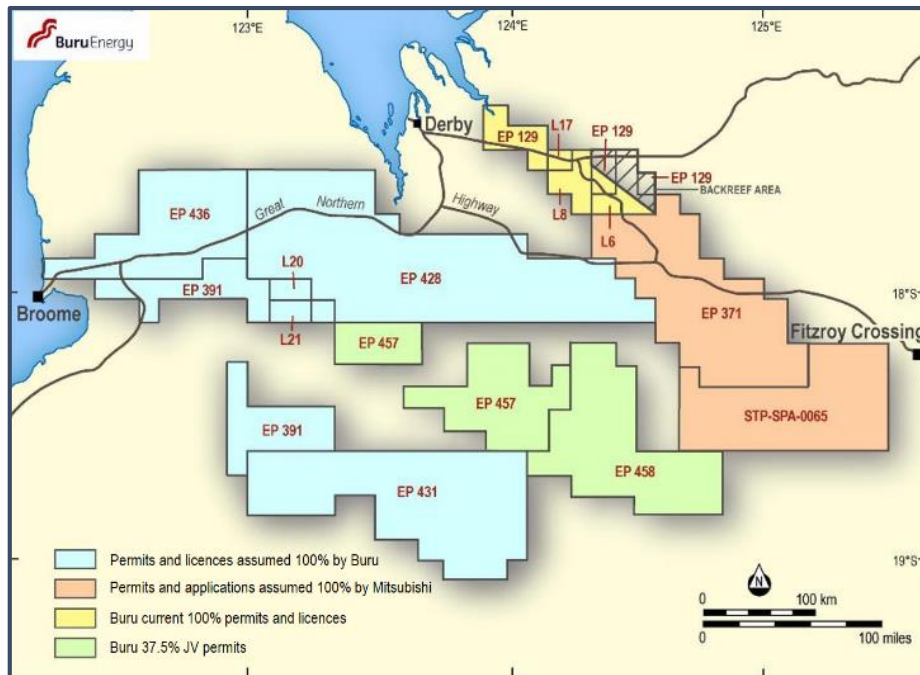 BuruEnergy
123°E
124°E
125°E
Derby
EP 129
L17
EP 129
EP 129
BACKREEF AREA
L8
L6
EP 436
Great Northern Highway
EP 428
L20
EP 391
L21
Broome
18°S
EP 371
Fitzroy Crossing
EP 457
EP 457
STP-SPA-0065
EP 391
EP 458
EP 431
19°S
Permits and licences assumed 100% by Buru
Permits and applications assumed 100% by Mitsubishi
Buru current 100% permits and licences
Buru 37.5% JV permits
N
0 100 km
0 100 miles